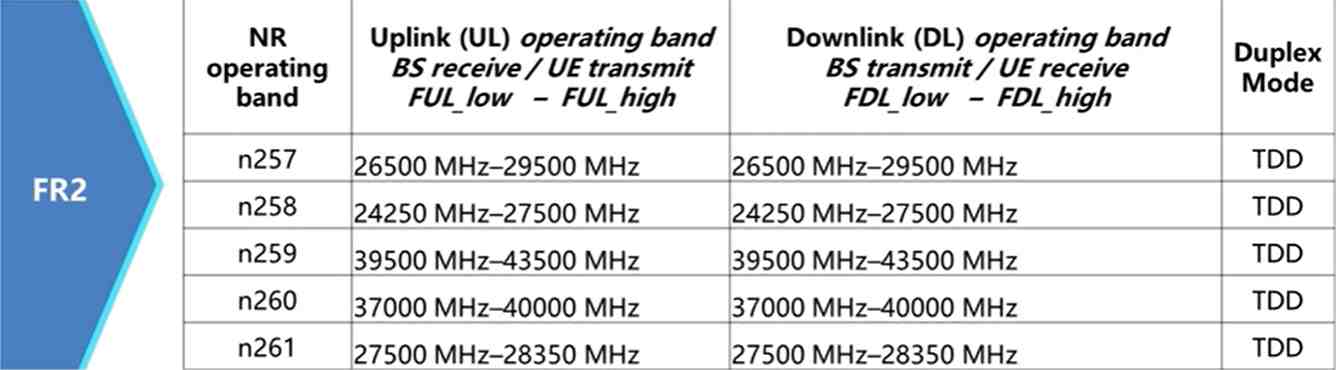 FR2
NR operating band
Uplink (UL) operating band
BS receive / UE transmit
FUL_low – FUL_high
Downlink (DL) operating band
BS transmit / UE receive
FDL_low – FDL_high
Duplex Mode
n257 26500 MHz–29500 MHz 26500 MHz–29500 MHz TDD
n258 24250 MHz–27500 MHz 24250 MHz–27500 MHz TDD
n259 39500 MHz–43500 MHz 39500 MHz–43500 MHz TDD
n260 37000 MHz–40000 MHz 37000 MHz–40000 MHz TDD
n261 27500 MHz–28350 MHz 27500 MHz–28350 MHz TDD